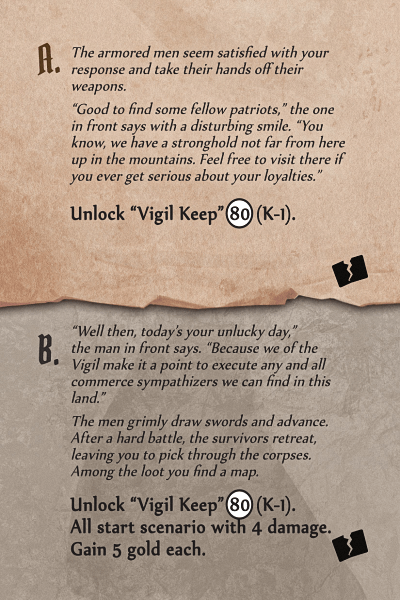 A.
The armored men seem satisfied with your
response and take their hands off their
weapons.
“Good to find some fellow patriots,” the one
in front says with a disturbing smile. “You
know, we have a stronghold not far from here
up in the mountains. Feel free to visit there if
you ever get serious about your loyalties.”
Unlock “Vigil Keep” 80 (K-1).
B.
“Well then, today’s your unlucky day,”
the man in front says. “Because we of the
Vigil make it a point to execute any and all
commerce sympathizers we can find in this
land.”
The men grimly draw swords and advance.
After a hard battle, the survivors retreat,
leaving you to pick through the corpses.
Among the loot you find a map.
Unlock “Vigil Keep” 80 (K-1).
All start scenario with 4 damage.
Gain 5 gold each.